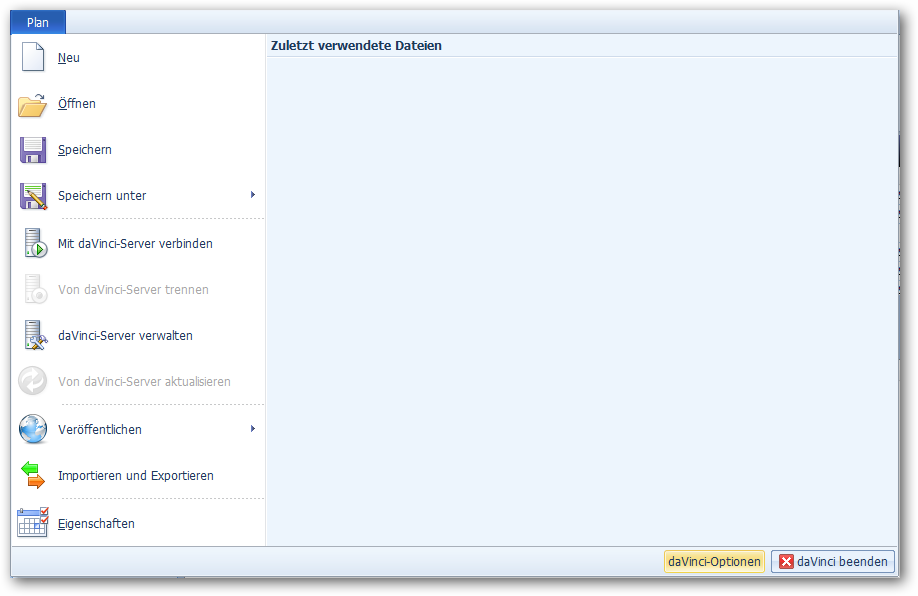 Plan
Zuletzt verwendete Dateien
Neu
Öffnen
Speichern
Speichern unter
Mit daVinci-Server verbinden
Von daVinci-Server trennen
daVinci-Server verwalten
Von daVinci-Server aktualisieren
Veröffentlichen
Importieren und Exportieren
Eigenschaften
daVinci-Optionen
daVinci beenden